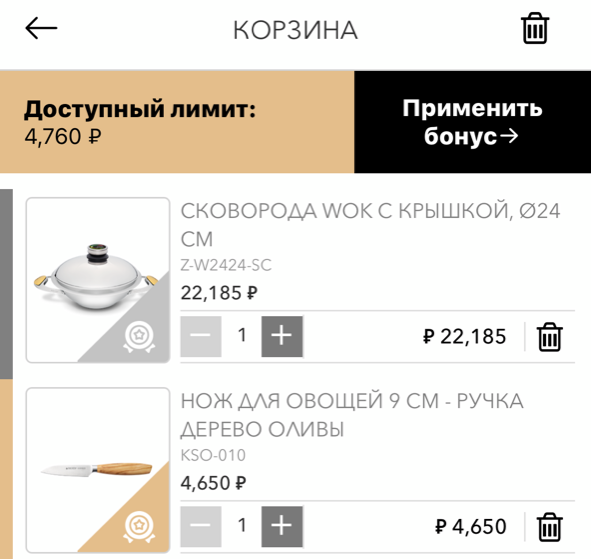 КОРЗИНА
Доступный лимит:
4,760 ₽
Применить
бонус→
СКОВОРОДА WOK С КРЫШКОЙ, Ø24
СМ
Z-W2424-SC
22,185 ₽
1
₽ 22,185
НОЖ ДЛЯ ОВОЩЕЙ 9 СМ - РУЧКА
ДЕРЕВО ОЛИВЫ
KSO-010
4,650 ₽
1
₽ 4,650